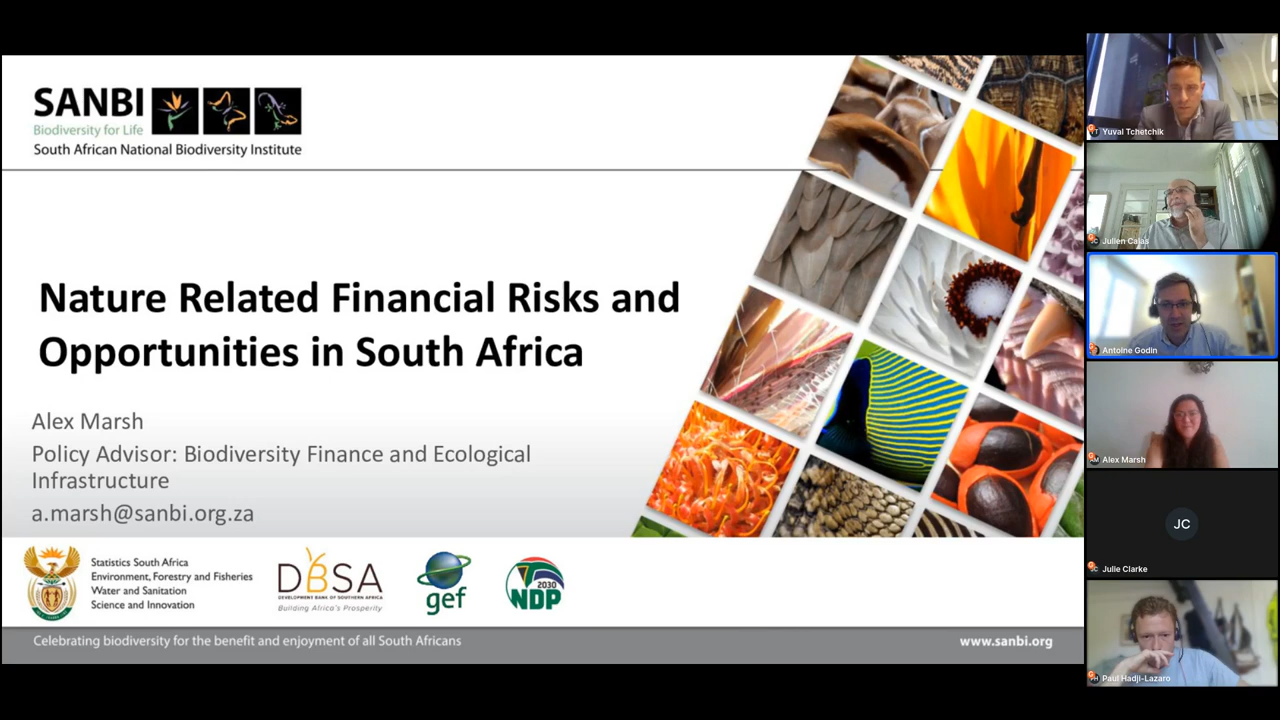 SANBI
Biodiversity for Life
South African National Biodiversity Institute
Nature Related Financial Risks and
Opportunities in South Africa
Alex Marsh
Policy Advisor: Biodiversity Finance and Ecological
Infrastructure
a.marsh@sanbi.org.za
Statistics South Africa
Environment, Forestry and Fisheries
Water and Sanitation
Science and Innovation
DBSA
DEVELOPMENT BANK OF SOUTHERN AFRICA
Building Africa's Prosperity
gef
2030
NDP
Celebrating biodiversity for the benefit and enjoyment of all South Africans
www.sanbi.org
Yuval Tchetchik
Julien Calas
Antoine Godin
Alex Marsh
JC
Julie Clarke
Paul Hadji-Lazaro